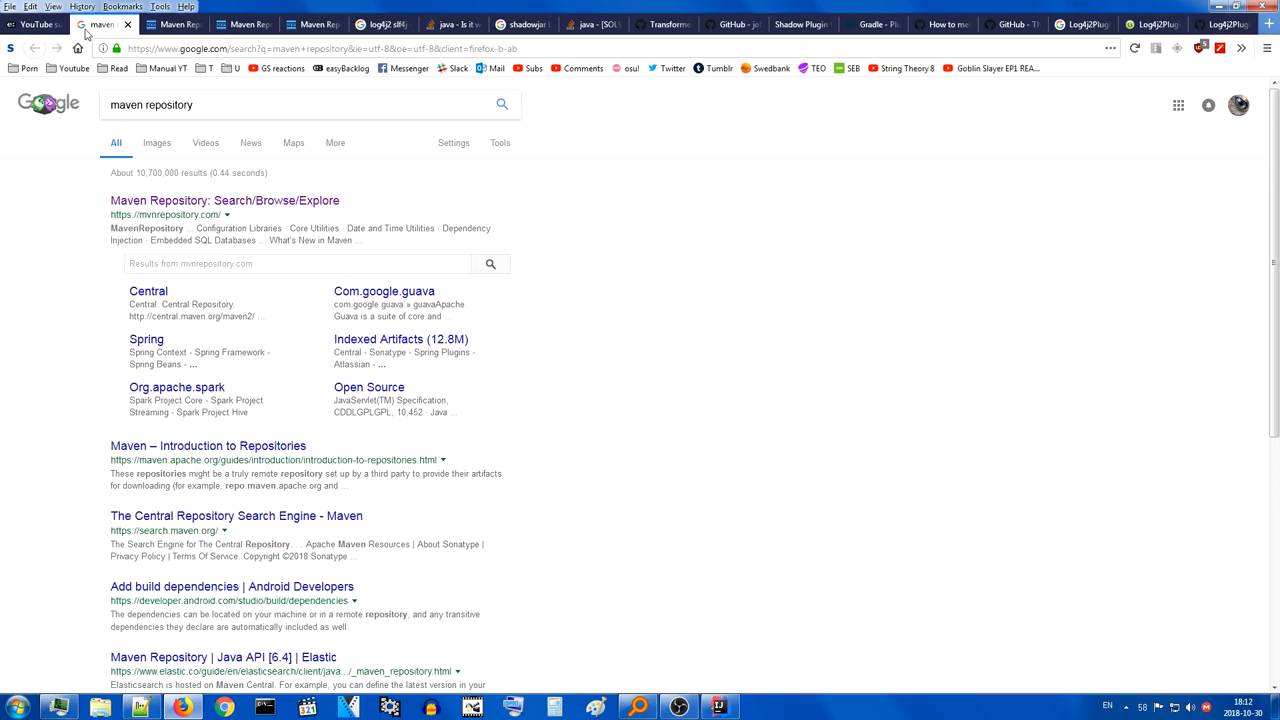 File Edit View History Bookmarks Tools Help
YouTube su
maven
Maven Rep
Maven Repo
Maven Rep
log4j2 slf4j
java - Is it v
shadowjar l
java - [SOL
Transforme
GitHub - jo
Shadow Plugin
Gradle - Plu
How to me
GitHub - Th
Log4j2Plug
Log4j2Plug
Log4j2Plug
https://www.google.com/search?q=maven+repository&ie=utf-8&oe=utf-8&client=firefox-b-ab
Porn Youtube Read Manual YT T U GS reactions easyBacklog Messenger Slack Mail Subs Comments osu! Twitter Tumblr Swedbank TEO SEB String Theory 8 Goblin Slayer EP1 REA...
Google
maven repository
All Images Videos News Maps More Settings Tools
About 10,700,000 results (0.44 seconds)
Maven Repository: Search/Browse/Explore
https://mvnrepository.com/
MavenRepository ... Configuration Libraries · Core Utilities · Date and Time Utilities · Dependency
Injection · Embedded SQL Databases ... What's New in Maven ...
Results from mvnrepository.com
Central
Central. Central Repository.
http://central.maven.org/maven2/ ...
Com.google.guava
com.google.guava » guavaApache.
Guava is a suite of core and ...
Spring
Spring Context - Spring Framework -
Spring Beans - ...
Indexed Artifacts (12.8M)
Central - Sonatype - Spring Plugins -
Atlassian - ...
Org.apache.spark
Spark Project Core - Spark Project
Streaming - Spark Project Hive
Open Source
JavaServlet(TM) Specification,
CDDLGPLGPL, 10,452 · Java ...
Maven – Introduction to Repositories
https://maven.apache.org/guides/introduction/introduction-to-repositories.html
These repositories might be a truly remote repository set up by a third party to provide their artifacts
for downloading (for example, repo.maven.apache.org and ...
The Central Repository Search Engine - Maven
https://search.maven.org/
The Search Engine for The Central Repository. ... Apache Maven Resources | About Sonatype |
Privacy Policy | Terms Of Service. Copyright ©2018 Sonatype ...
Add build dependencies | Android Developers
https://developer.android.com/studio/build/dependencies
The dependencies can be located on your machine or in a remote repository, and any transitive
dependencies they declare are automatically included as well.
Maven Repository | Java API [6.4] | Elastic
https://www.elastic.co/guide/en/elasticsearch/client/java.../_maven_repository.html
Elasticsearch is hosted on Maven Central. For example, you can define the latest version in your
EN 58 18:12
2018-10-30